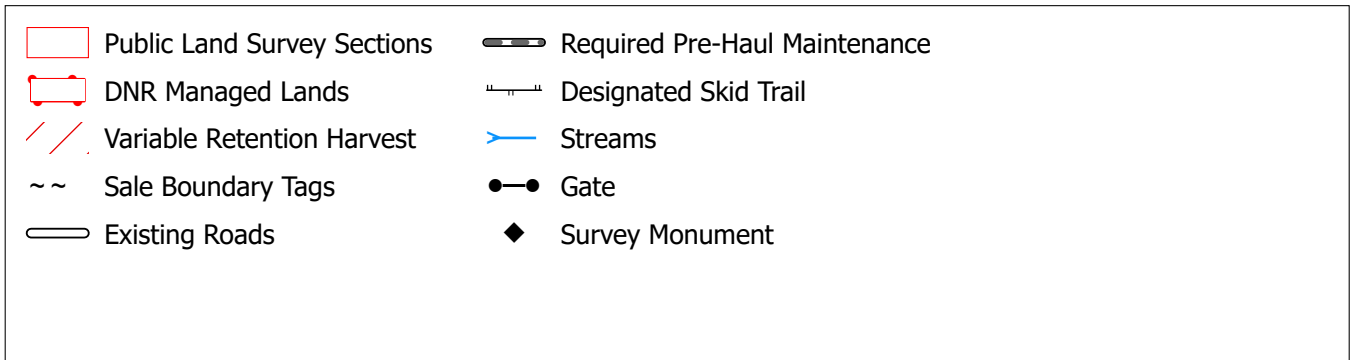 Public Land Survey Sections
DNR Managed Lands
Variable Retention Harvest
Sale Boundary Tags
Existing Roads
Required Pre-Haul Maintenance
Designated Skid Trail
Streams
Gate
Survey Monument